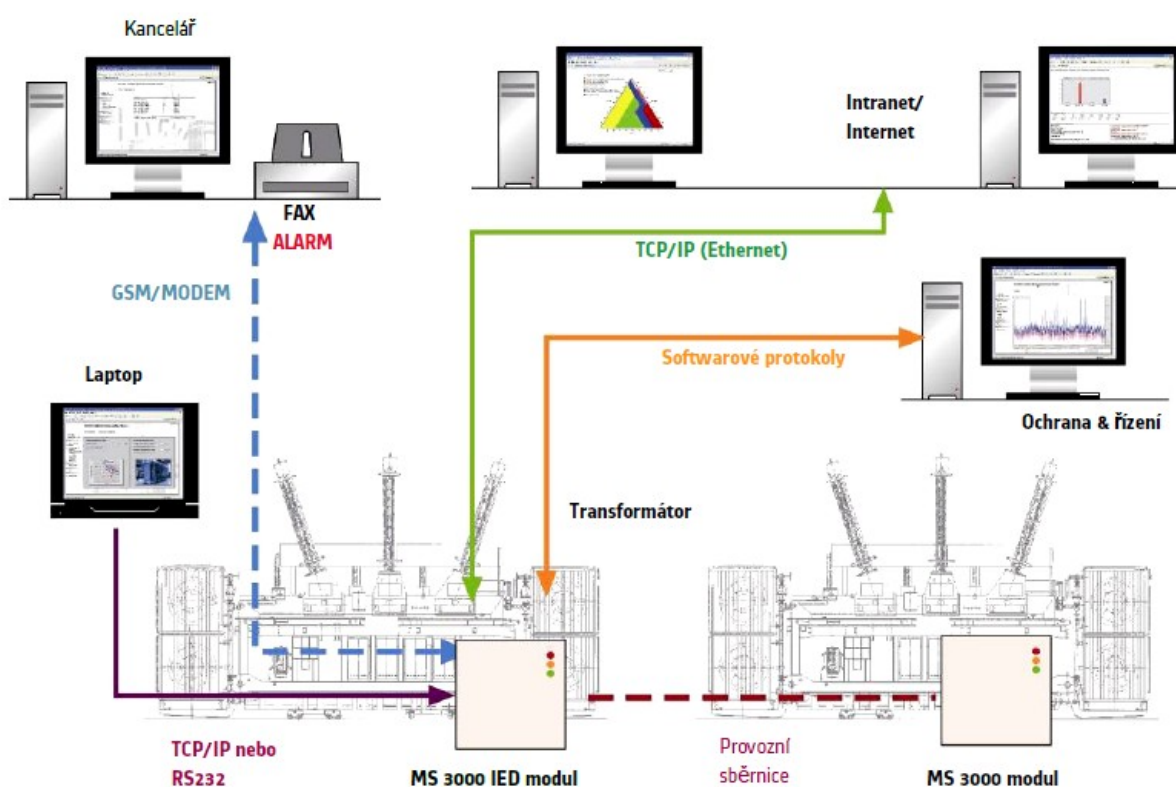 Kancelář
Intranet/
Internet
FAX
ALARM
TCP/IP (Ethernet)
GSM/MODEM
Softwarové protokoly
Laptop
Ochrana & řízení
Transformátor
TCP/IP nebo
RS232
MS 3000 IED modul
Provozní
sběrnice
MS 3000 modul